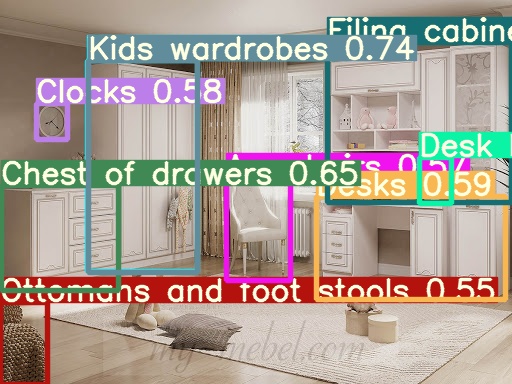 Filing cabine
Kids wardrobes 0.74
Clocks 0.58
Desk
Chest of drawers 0.65
Desks 0.59
Ottomans and foot stools 0.55